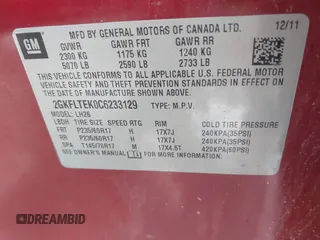 GM
MFD BY GENERAL MOTORS OF CANADA LTD.
12/11
GVWR GAWR FRT GAWR RR
2300 KG 1175 KG 1240 KG
5070 LB 2590 LB 2733 LB
THIS VEHICLE CONFORMS TO ALL APPLICABLE U.S. FEDERAL MOTOR
VEHICLE SAFETY AND THEFT PREVENTION STANDARDS IN EFFECT
ON THE DATE OF MANUFACTURE SHOWN ABOVE.
2GKFLTEK0C6233129 TYPE: M.P.V.
MODEL: LH26
LBDH TIRE SIZE SPEED RTG RIM COLD TIRE PRESSURE
FRT P235/60R17 H 17X7J 240KPA(35PSI)
RR P235/60R17 H 17X7J 240KPA(35PSI)
SPA T145/70R17 M 17X4.5T 420KPA(60PSI)
SEE OWNER'S MANUAL FOR ADDITIONAL INFORMATION.
DREAMBID